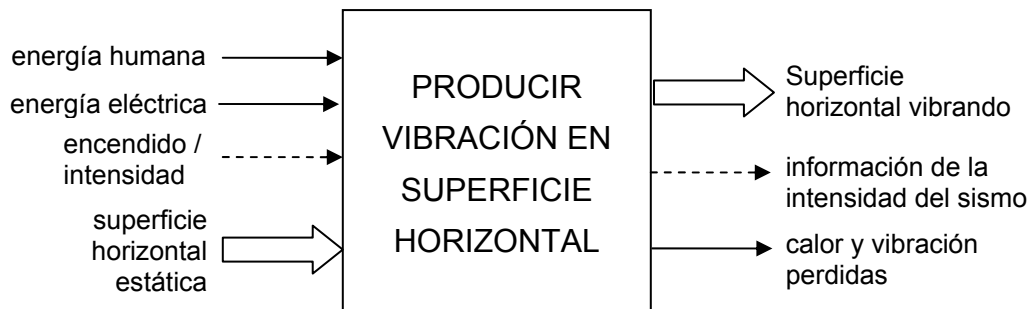 energía humana
energía eléctrica
encendido /
intensidad
superficie
horizontal
estática
PRODUCIR
VIBRACIÓN EN
SUPERFICIE
HORIZONTAL
Superficie
horizontal vibrando
información de la
intensidad del sismo
calor y vibración
perdidas